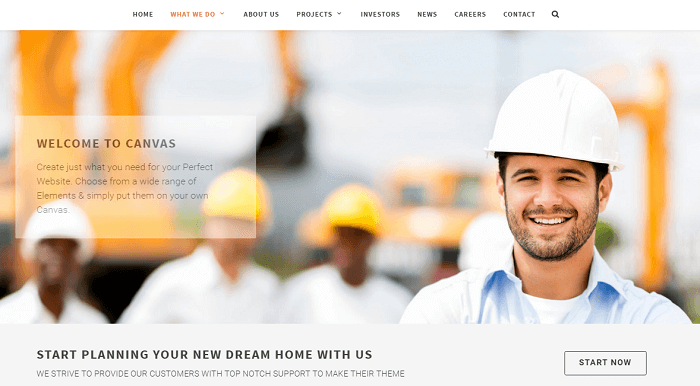 HOME WHAT WE DO ABOUT US PROJECTS INVESTORS NEWS CAREERS CONTACT
WELCOME TO CANVAS
Create just what you need for your Perfect
Website. Choose from a wide range of
Elements & simply put them on your own
Canvas.
START PLANNING YOUR NEW DREAM HOME WITH US
WE STRIVE TO PROVIDE OUR CUSTOMERS WITH TOP NOTCH SUPPORT TO MAKE THEIR THEME
START NOW